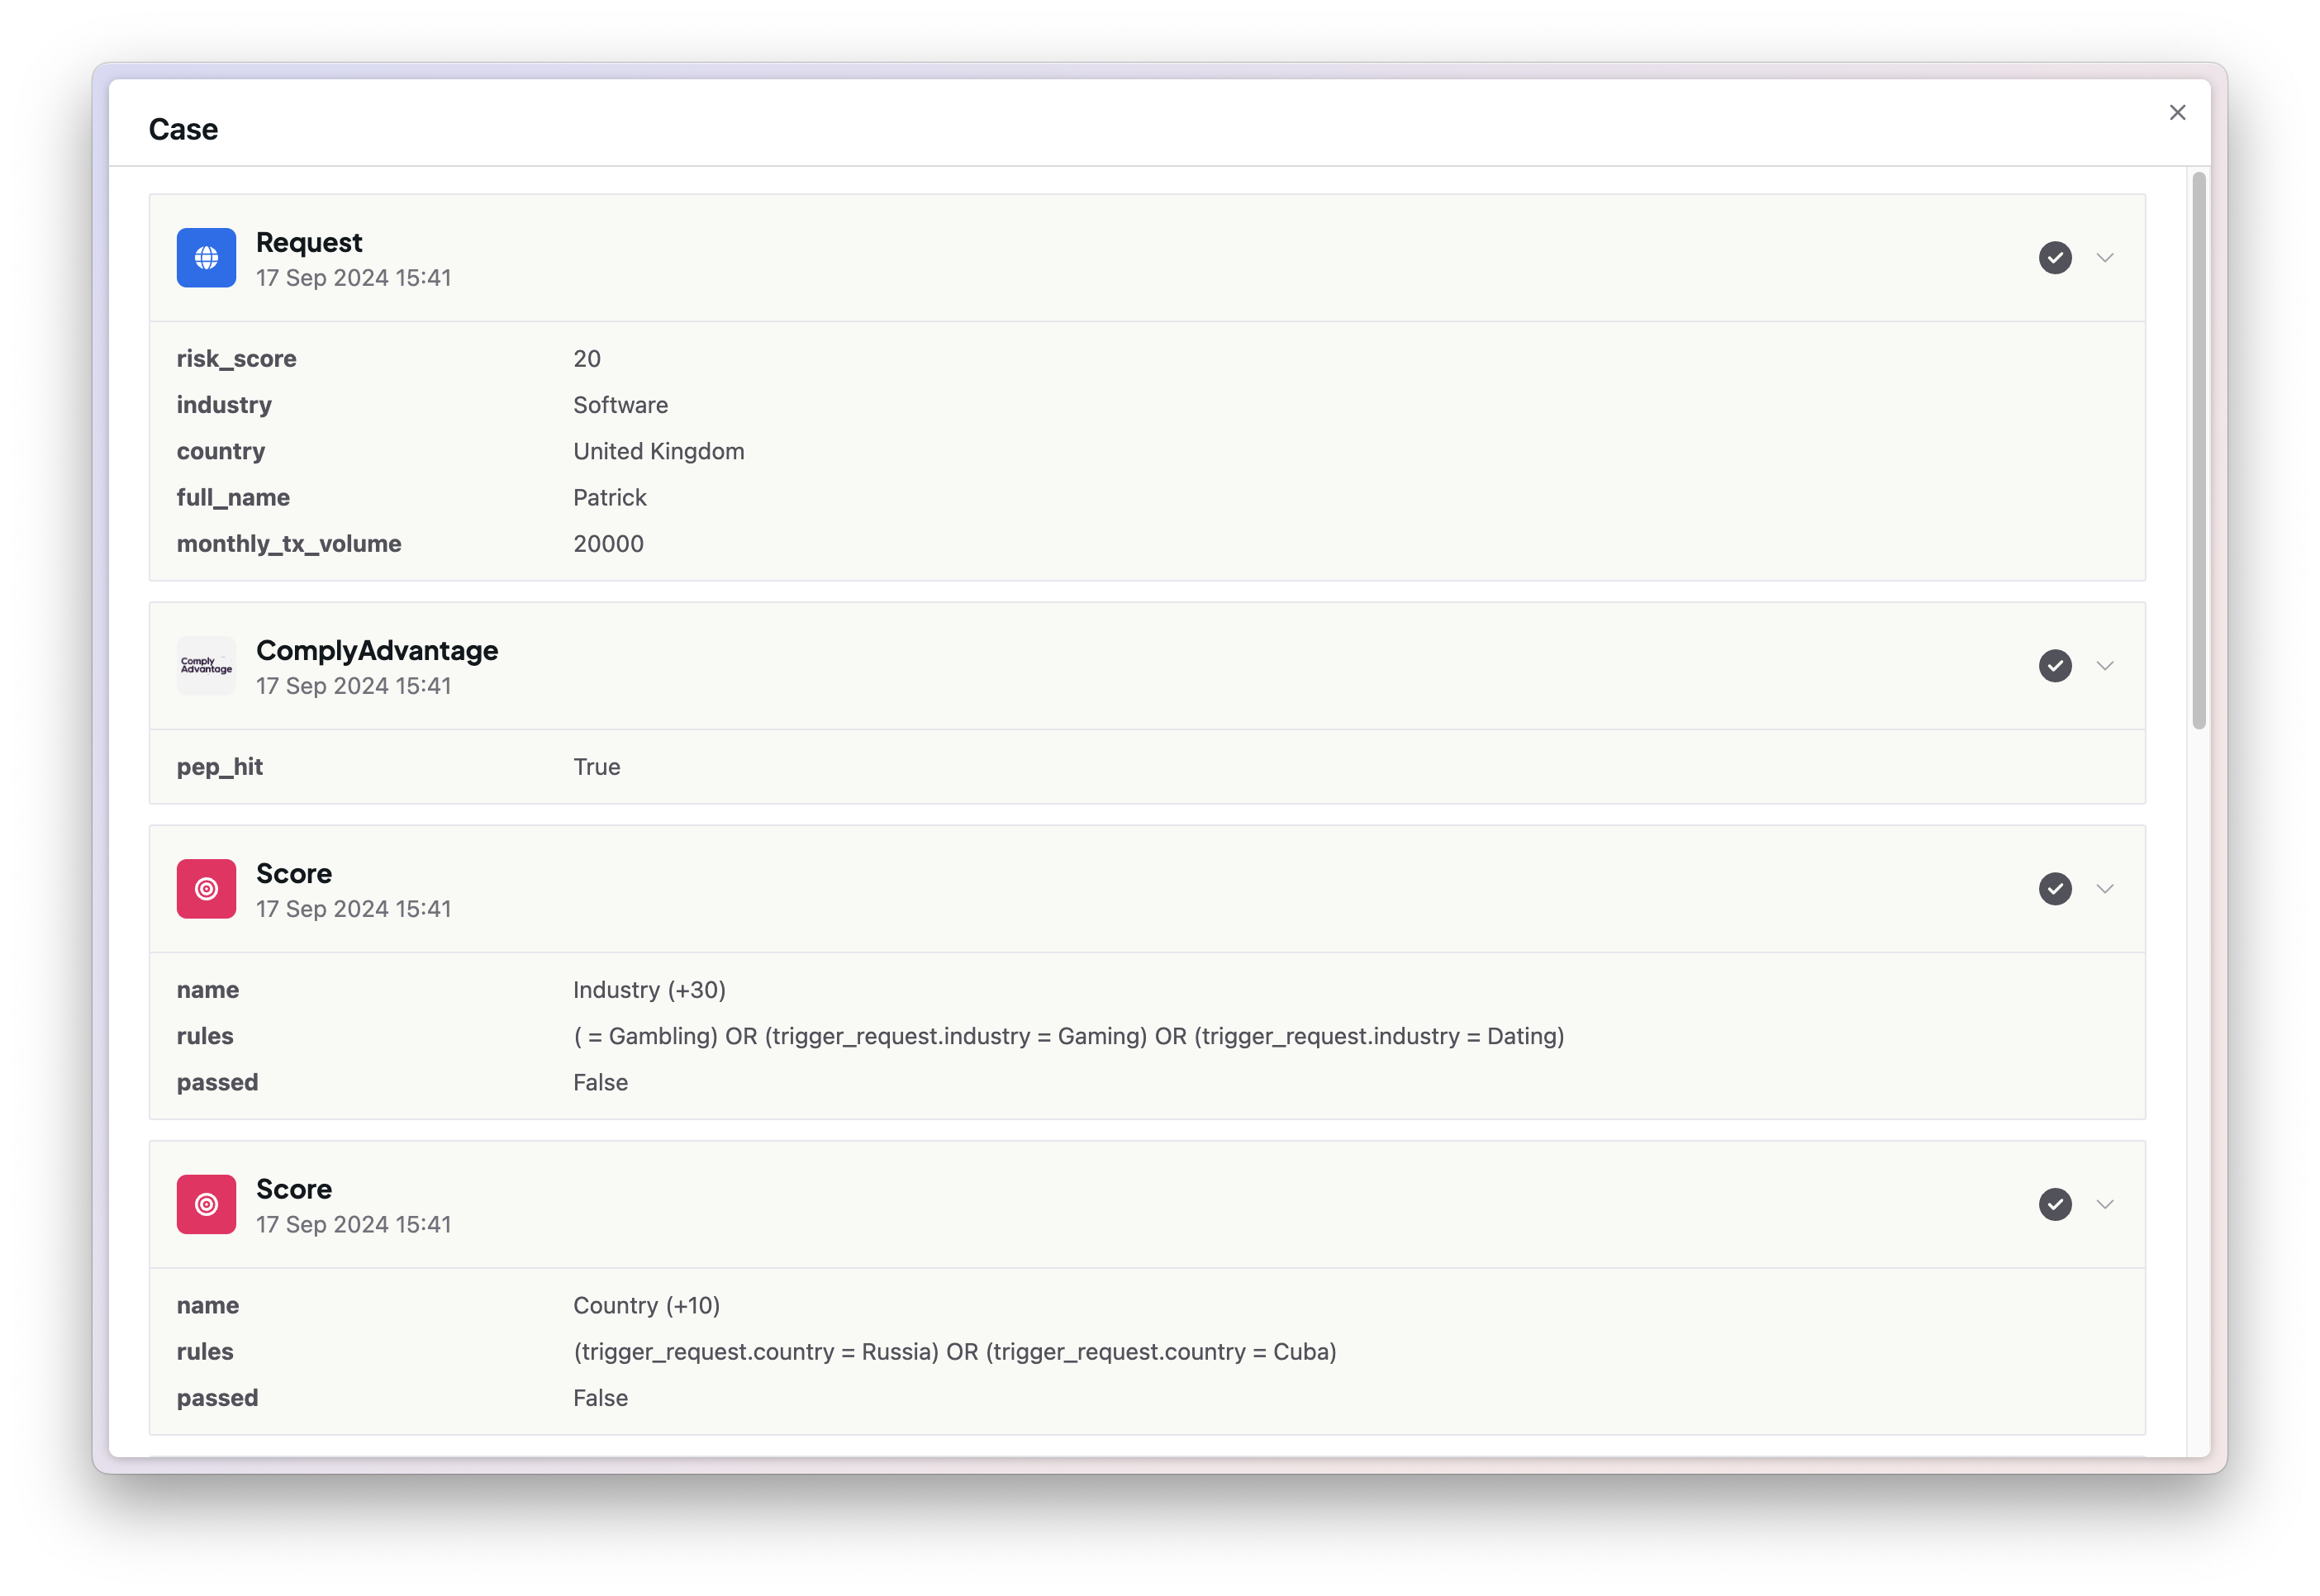 Case
Request
17 Sep 2024 15:41
risk_score 20
industry Software
country United Kingdom
full_name Patrick
monthly_tx_volume 20000
Comply
Advantage
ComplyAdvantage
17 Sep 2024 15:41
pep_hit True
Score
17 Sep 2024 15:41
name Industry (+30)
rules ( = Gambling) OR (trigger_request.industry = Gaming) OR (trigger_request.industry = Dating)
passed False
Score
17 Sep 2024 15:41
name Country (+10)
rules (trigger_request.country = Russia) OR (trigger_request.country = Cuba)
passed False